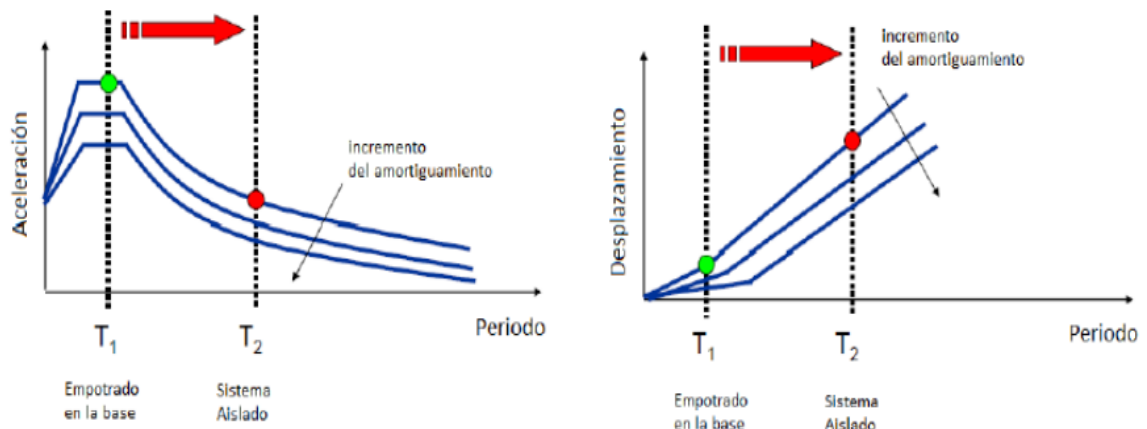 Aceleración
incremento
del amortiguamiento
Periodo
T1
T2
Empotrado
en la base
Sistema
Aislado
Desplazamiento
incremento
del amortiguamiento
Periodo
T1
T2
Empotrado
en la base
Sistema
Aislado